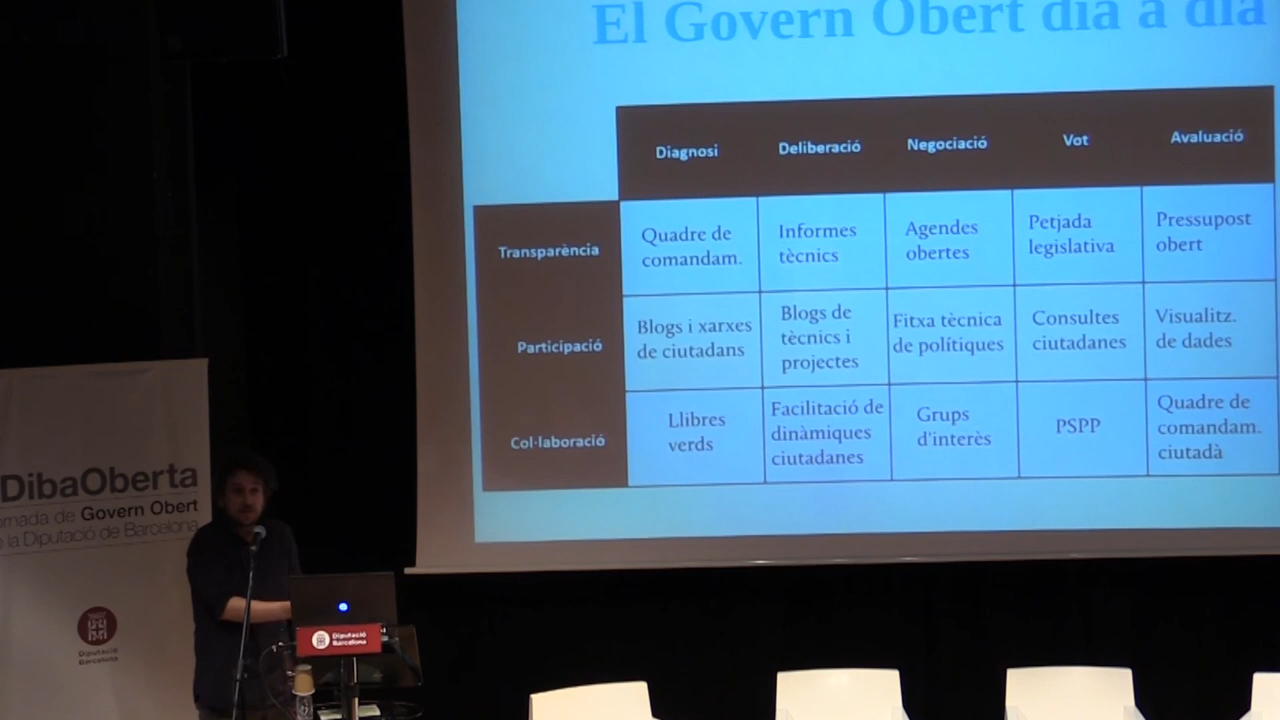 El Govern Obert dia a dia
Diagnosi
Deliberació
Negociació
Vot
Avaluació
Transparència
Quadre de
comandam.
Informes
tècnics
Agendes
obertes
Petjada
legislativa
Pressupost
obert
Participació
Blogs i xarxes
de ciutadans
Blogs de
tècnics i
projectes
Fitxa tècnica
de polítiques
Consultes
ciutadanes
Visualitz.
de dades
Col·laboració
Llibres
verds
Facilitació de
dinàmiques
ciutadanes
Grups
d'interès
PSPP
Quadre de
comandam.
ciutadà
DibaOberta
ornada de Govern Obert
la Diputació de Barcelona
Diputació
Barcelona
Diputació
Barcelona